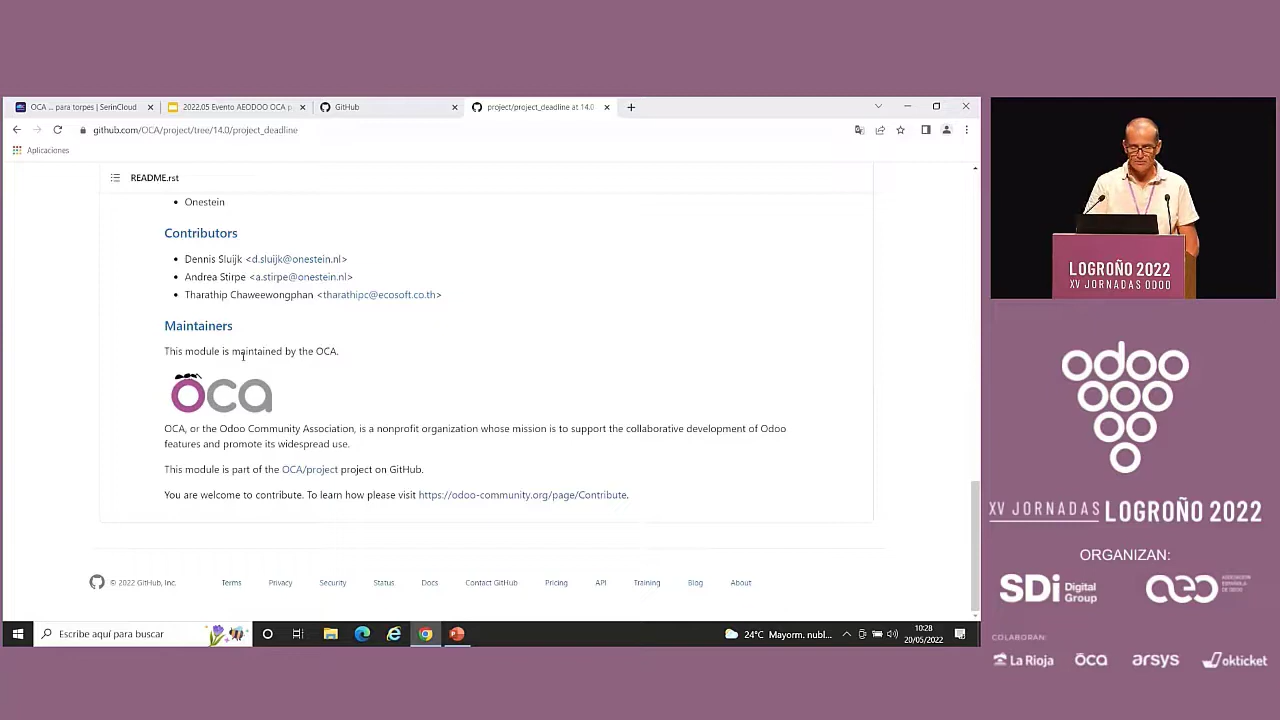 OCA ... para torpes | SerinCloud
2022.05 Evento AEODOO OCA p
GitHub
project/project_deadline at 14.0
github.com/OCA/project/tree/14.0/project_deadline
Aplicaciones
README.rst
Onestein
Contributors
Dennis Sluijk <d.sluijk@onestein.nl>
Andrea Stirpe <a.stirpe@onestein.nl>
Tharathip Chaweewongphan <tharathipc@ecosoft.co.th>
Maintainers
This module is maintained by the OCA.
oca
OCA, or the Odoo Community Association, is a nonprofit organization whose mission is to support the collaborative development of Odoo
features and promote its widespread use.
This module is part of the OCA/project project on GitHub.
You are welcome to contribute. To learn how please visit https://odoo-community.org/page/Contribute.
© 2022 GitHub, Inc. Terms Privacy Security Status Docs Contact GitHub Pricing API Training Blog About
Escribe aquí para buscar
24°C Mayorm. nubl...
10:28
20/05/2022
LOGROÑO 2022
XV JORNADAS ODOO
odoo
XV JORNADAS LOGROÑO 2022
ORGANIZAN:
SDi Digital Group
aeo
ASOCIACIÓN ESPAÑOLA DE ODOO
COLABORAN:
La Rioja oca arsys okticket